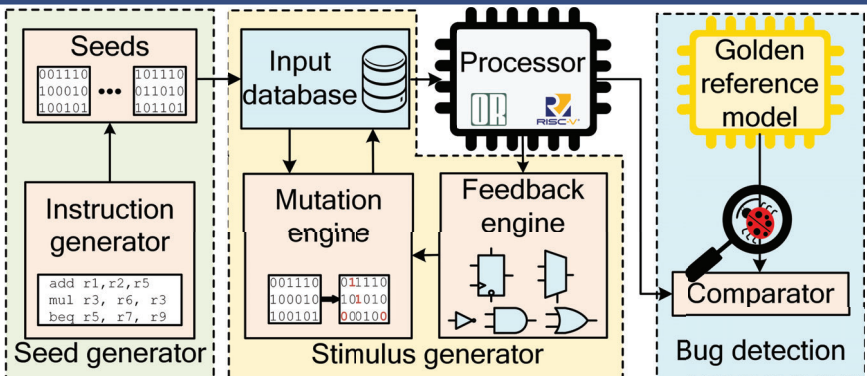 Seeds
001110
100010
100101
•••
101110
011010
101101
Instruction
generator
add r1,r2,r5
mul r3, r6, r3
beq r5, r7, r9
Seed generator
Input
database
Mutation
engine
001110
100010
100101
011110
101010
000100
Stimulus generator
Processor
OR
RISC-V
Feedback
engine
Golden
reference
model
Comparator
Bug detection